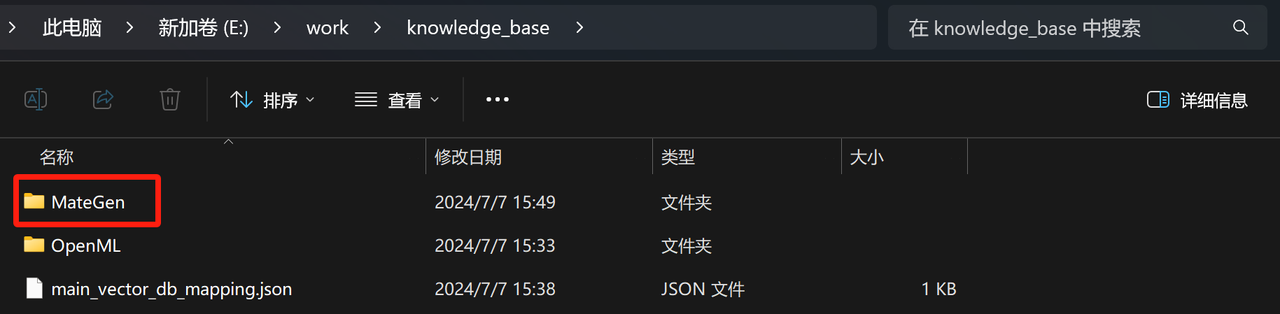 此电脑 新加卷 (E:) work knowledge_base 在 knowledge_base 中搜索
排序 查看 详细信息
名称 修改日期 类型 大小
MateGen 2024/7/7 15:49 文件夹
OpenML 2024/7/7 15:33 文件夹
main_vector_db_mapping.json 2024/7/7 15:38 JSON 文件 1 KB